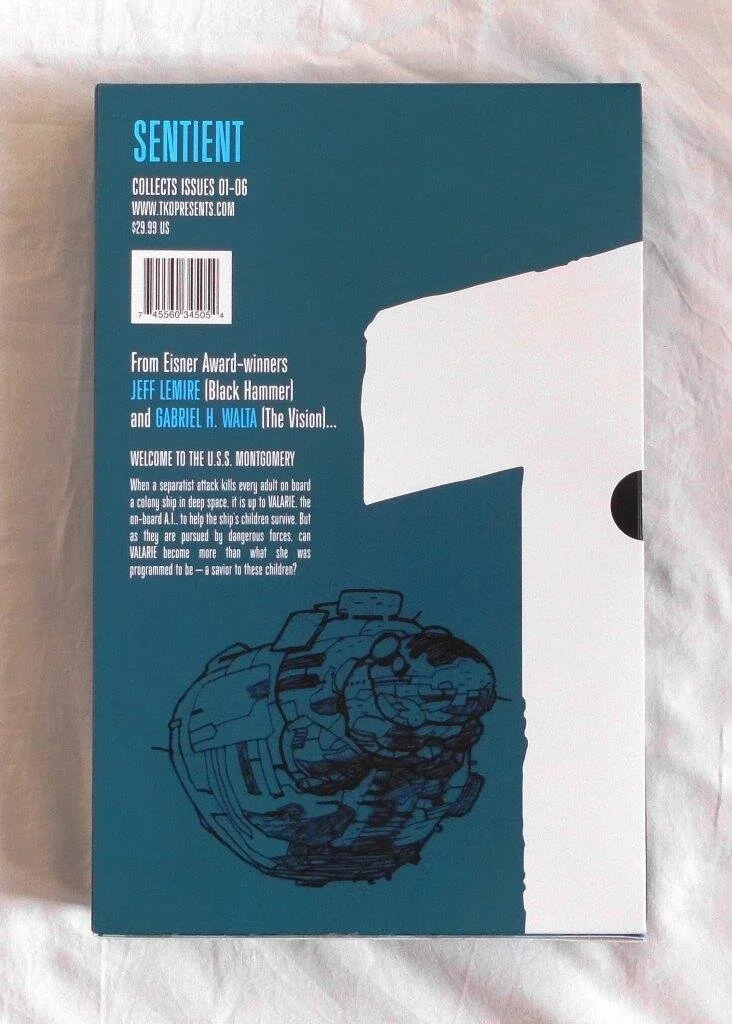 SENTIENT
COLLECTS ISSUES 01-06
WWW.TKOPRESENTS.COM
$29.99 US
7 45560 34505 4
From Eisner Award-winners
JEFF LEMIRE (Black Hammer)
and GABRIEL H. WALTA (The Vision)...
WELCOME TO THE U.S.S. MONTGOMERY
When a separatist attack kills every adult on board
a colony ship in deep space, it is up to VALARIE, the
on-board A.I., to help the ship's children survive. But
as they are pursued by dangerous forces, can
VALARIE become more than what she was
programmed to be — a savior to these children?